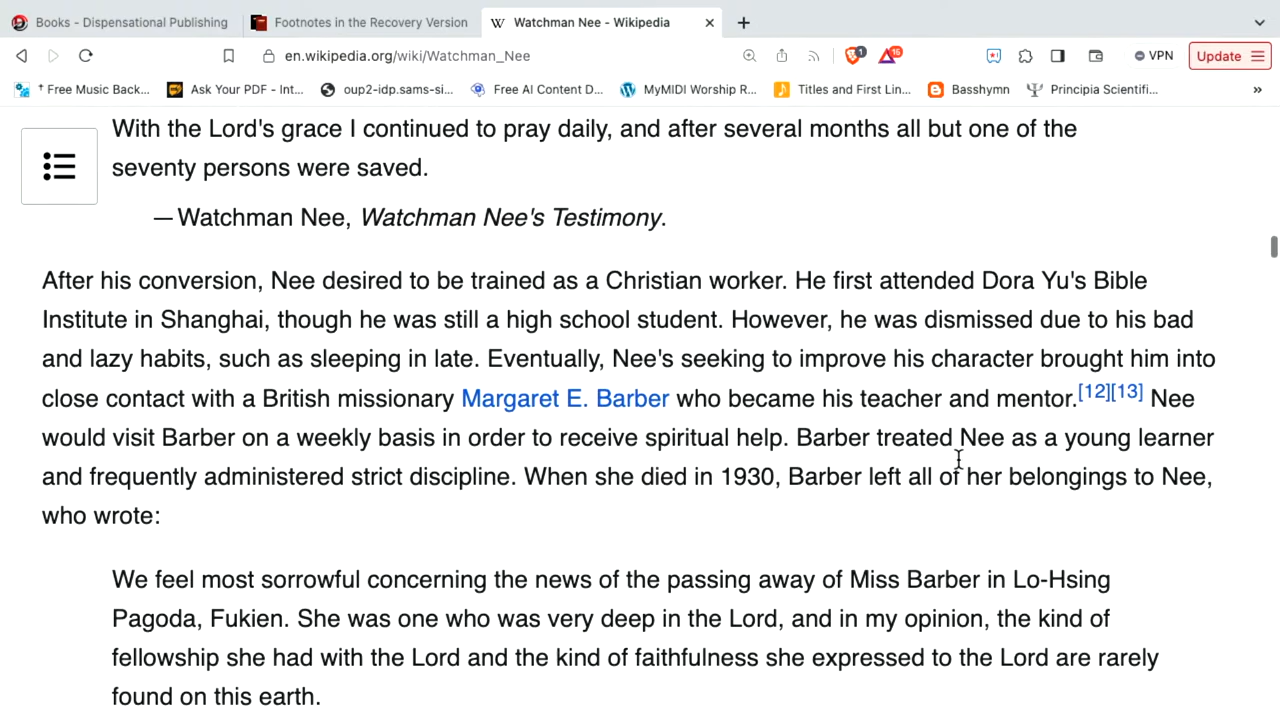 Books - Dispensational Publishing
Footnotes in the Recovery Version
Watchman Nee - Wikipedia
en.wikipedia.org/wiki/Watchman_Nee
1
16
VPN
Update
† Free Music Back...
Ask Your PDF - Int...
oup2-idp.sams-si...
Free AI Content D...
MyMIDI Worship R...
Titles and First Lin...
Basshymn
Principia Scientifi...
»
With the Lord's grace I continued to pray daily, and after several months all but one of the
seventy persons were saved.
— Watchman Nee, Watchman Nee's Testimony.
After his conversion, Nee desired to be trained as a Christian worker. He first attended Dora Yu's Bible
Institute in Shanghai, though he was still a high school student. However, he was dismissed due to his bad
and lazy habits, such as sleeping in late. Eventually, Nee's seeking to improve his character brought him into
close contact with a British missionary Margaret E. Barber who became his teacher and mentor.[12][13] Nee
would visit Barber on a weekly basis in order to receive spiritual help. Barber treated Nee as a young learner
and frequently administered strict discipline. When she died in 1930, Barber left all of her belongings to Nee,
who wrote:
We feel most sorrowful concerning the news of the passing away of Miss Barber in Lo-Hsing
Pagoda, Fukien. She was one who was very deep in the Lord, and in my opinion, the kind of
fellowship she had with the Lord and the kind of faithfulness she expressed to the Lord are rarely
found on this earth.